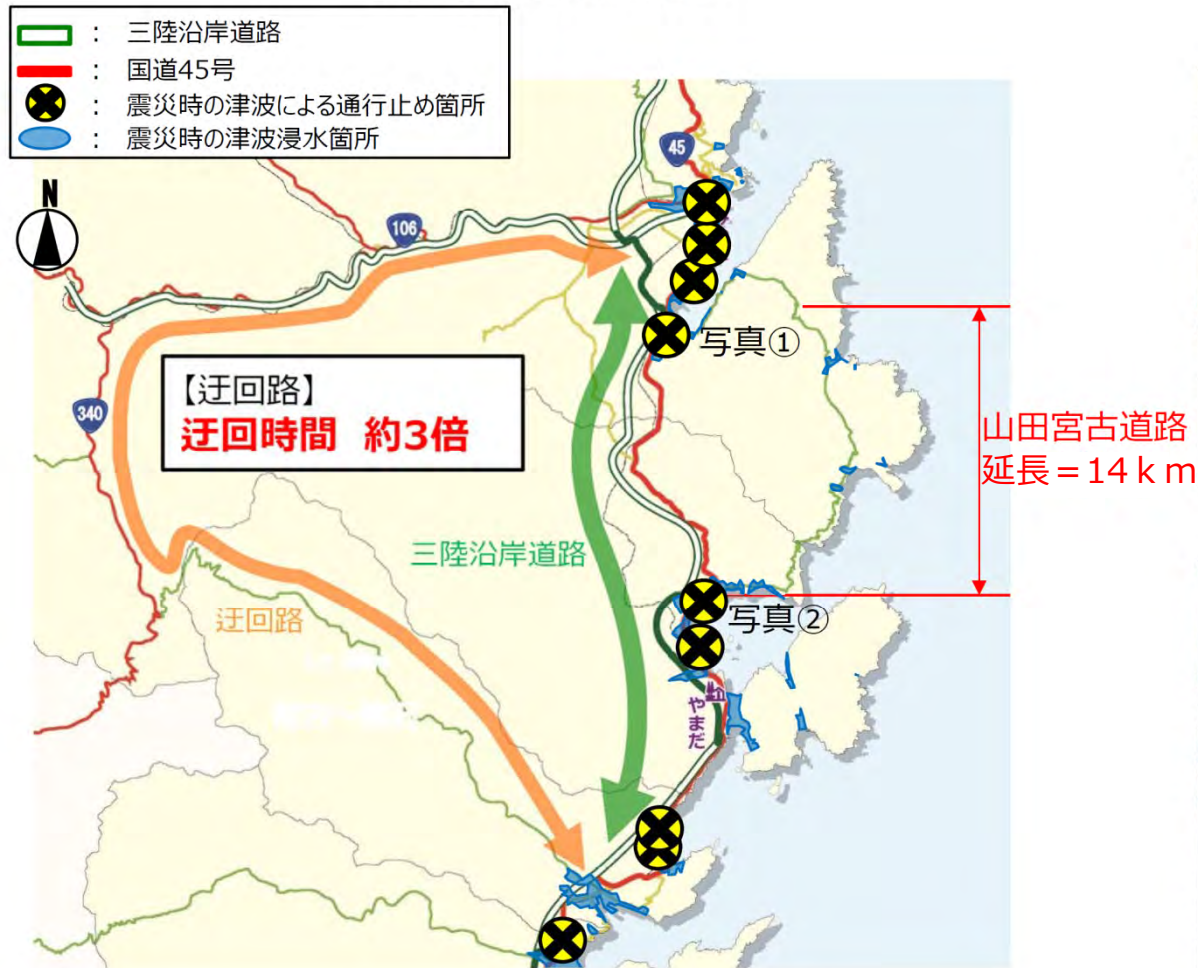 ： 三陸沿岸道路
： 国道45号
： 震災時の津波による通行止め箇所
： 震災時の津波浸水箇所
N
45
106
写真①
【迂回路】
迂回時間 約3倍
340
山田宮古道路
延長＝14ｋｍ
三陸沿岸道路
迂回路
写真②
やまだ